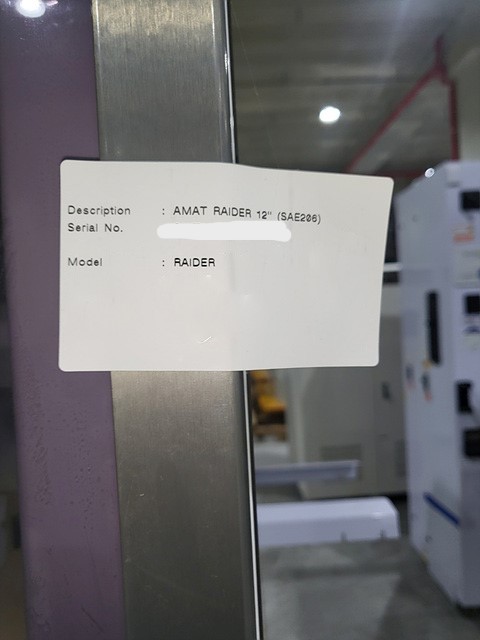 Description : AMAT RAIDER 12" (SAE206)
Serial No.
Model : RAIDER